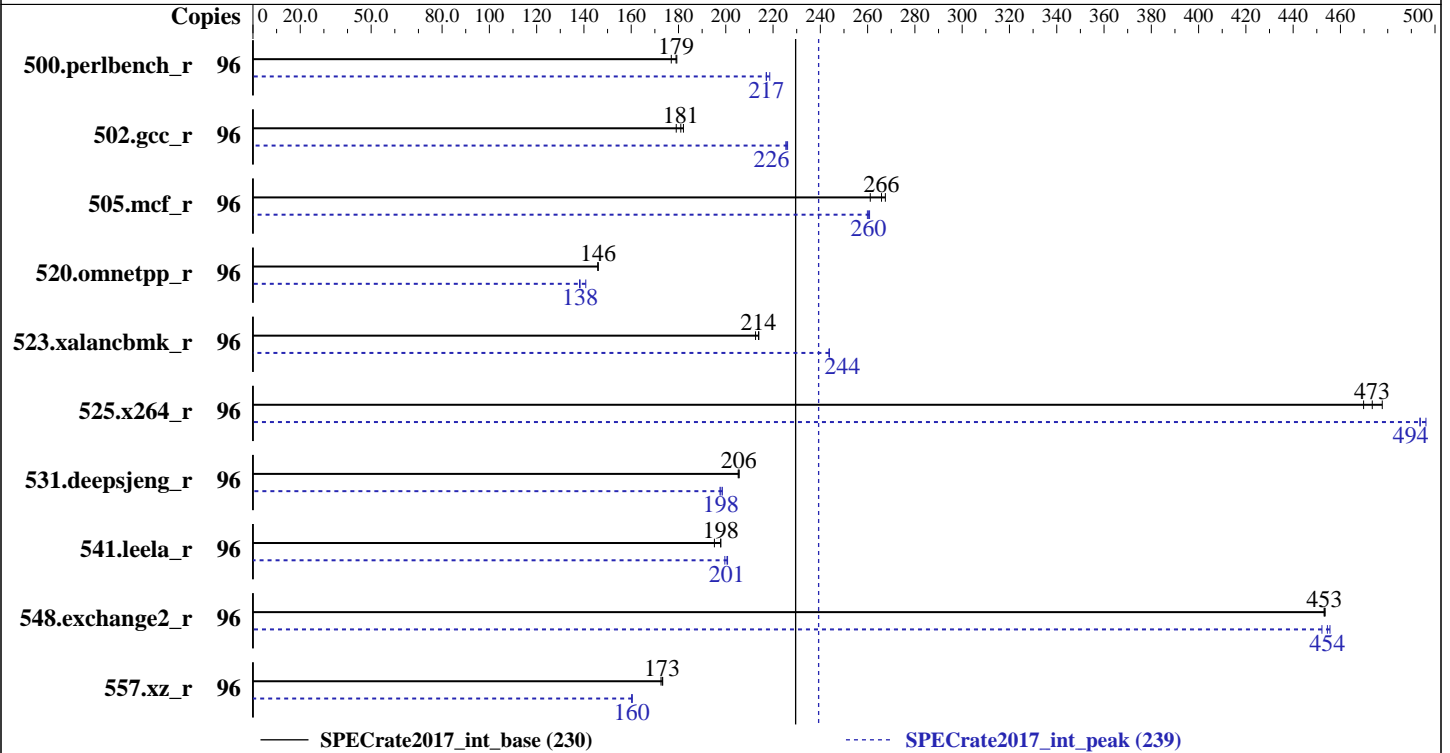 Copies 0 20.0 50.0 80.0 100 120 140 160 180 200 220 240 260 280 300 320 340 360 380 400 420 440 460 500
179
500.perlbench_r 96
217
181
502.gcc_r 96
226
266
505.mcf_r 96
260
146
520.omnetpp_r 96
138
214
523.xalancbmk_r 96
244
473
525.x264_r 96
494
206
531.deepsjeng_r 96
198
198
541.leela_r 96
201
453
548.exchange2_r 96
454
173
557.xz_r 96
160
SPECrate2017_int_base (230) SPECrate2017_int_peak (239)